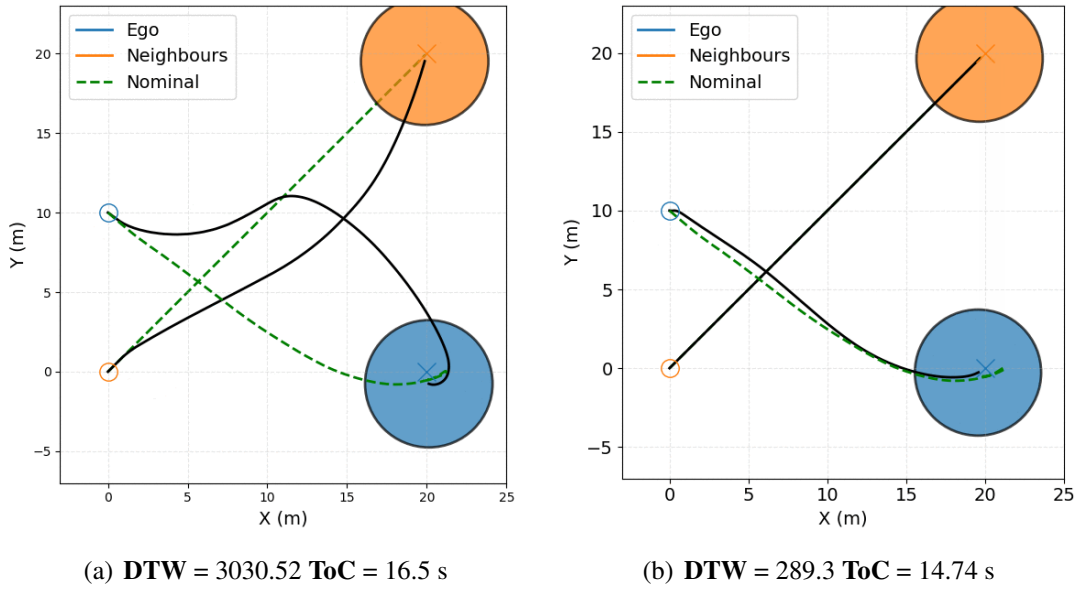 Ego
Neighbours
Nominal
20
15
10
5
0
−5
Y (m)
0
5
10
15
20
25
X (m)
(a) DTW = 3030.52 ToC = 16.5 s
Ego
Neighbours
Nominal
20
15
10
5
0
−5
Y (m)
0
5
10
15
20
25
X (m)
(b) DTW = 289.3 ToC = 14.74 s